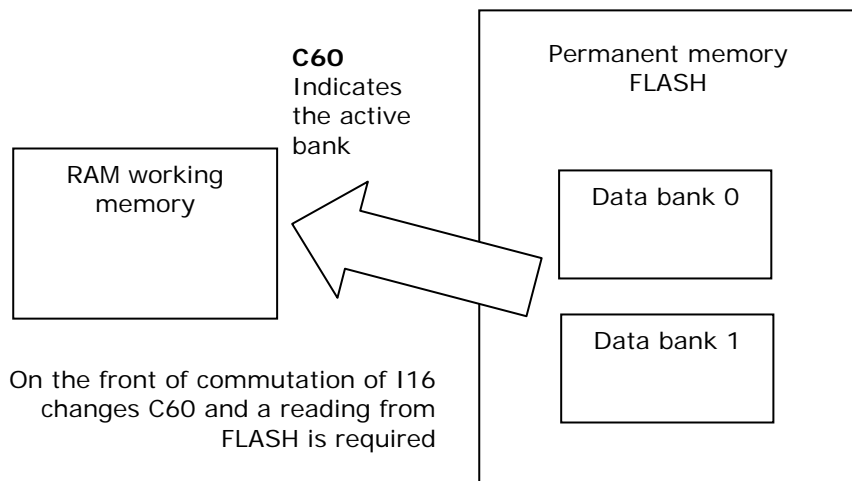 C60
Indicates
the active
bank
Permanent memory
FLASH
RAM working
memory
Data bank 0
Data bank 1
On the front of commutation of I16
changes C60 and a reading from
FLASH is required